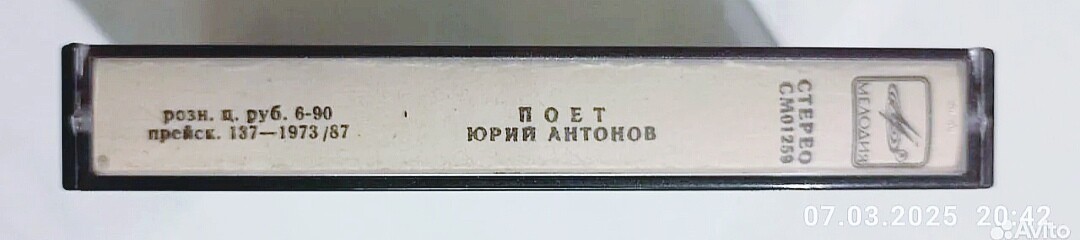 розн. ц. руб. 6-90
прейск. 137—1973/87
ПОЕТ
ЮРИЙ АНТОНОВ
СТЕРЕО
СМ01259
МЕЛОДИЯ
07.03.2025 20:42
Avito